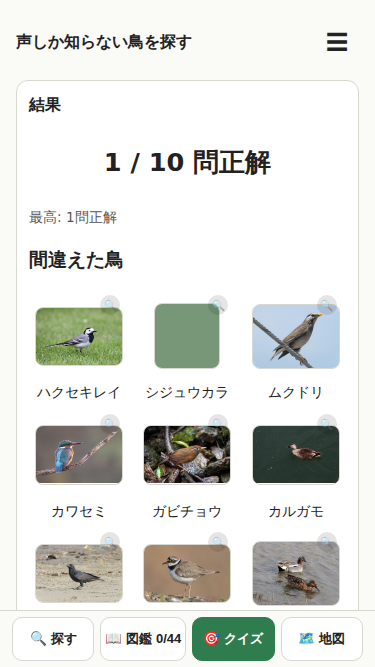 声しか知らない鳥を探す
結果
1 / 10 問正解
最高: 1問正解
間違えた鳥
ハクセキレイ
シジュウカラ
ムクドリ
カワセミ
ガビチョウ
カルガモ
探す
図鑑 0/44
クイズ
地図